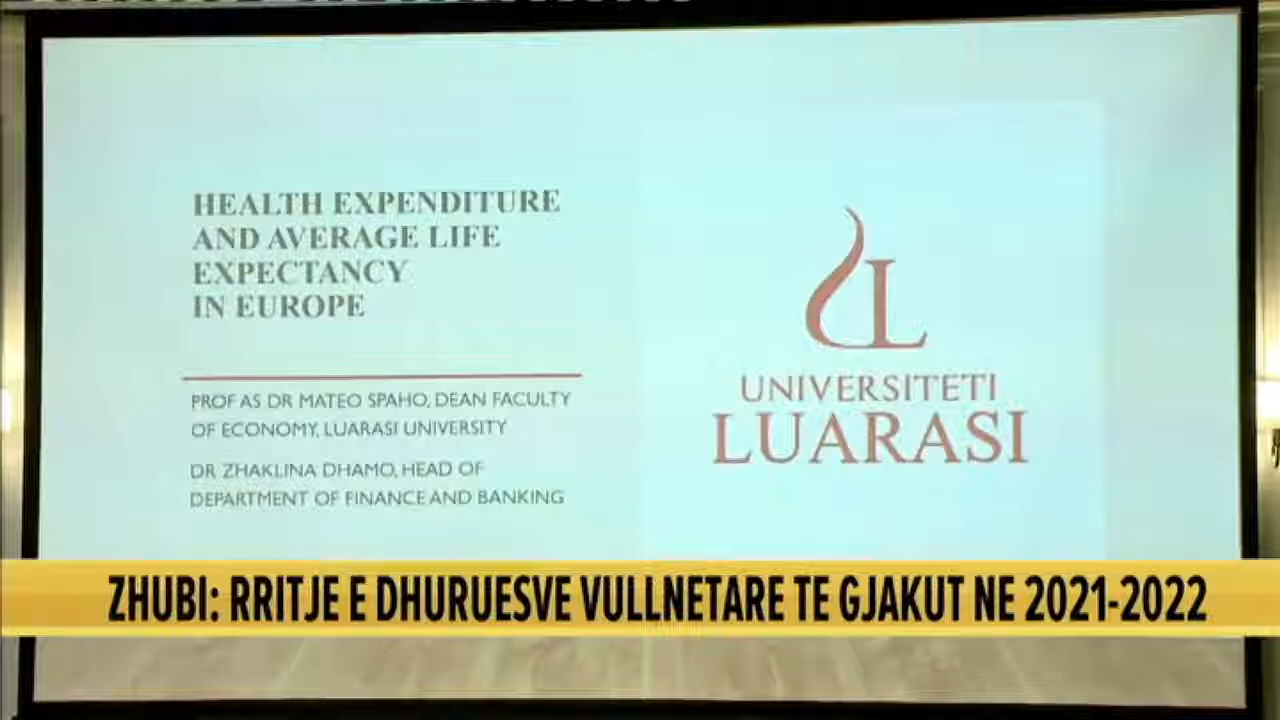 HEALTH EXPENDITURE
AND AVERAGE LIFE
EXPECTANCY
IN EUROPE
PROF AS DR MATEO SPAHO, DEAN FACULTY
OF ECONOMY, LUARASI UNIVERSITY
DR ZHAKLINA DHAMO, HEAD OF
DEPARTMENT OF FINANCE AND BANKING
L
UNIVERSITETI
LUARASI
ZHUBI: RRITJE E DHURUESVE VULLNETARE TE GJAKUT NE 2021-2022